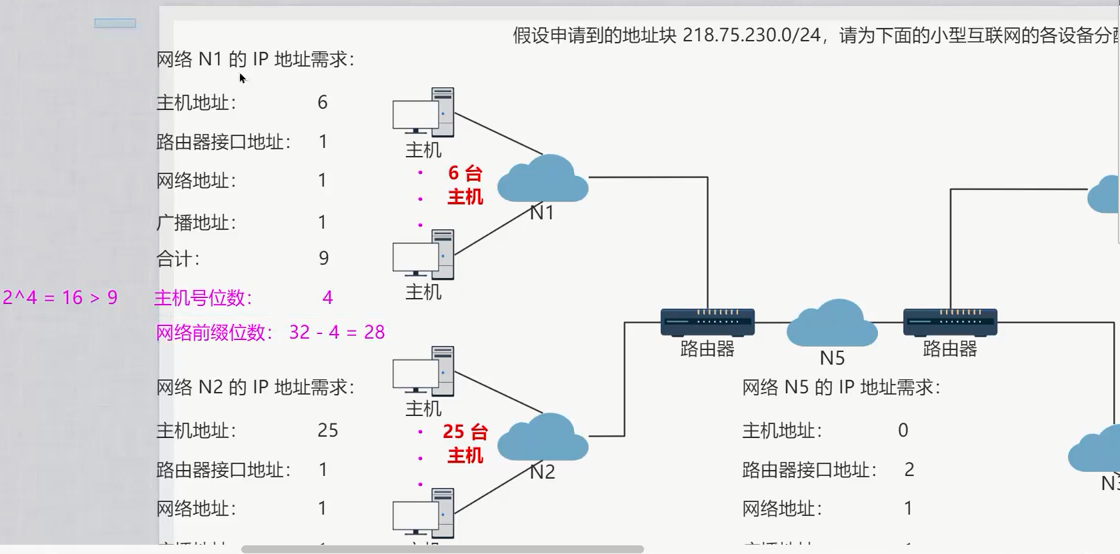 假设申请到的地址块 218.75.230.0/24，请为下面的小型互联网的各设备分配
网络 N1 的 IP 地址需求：
主机地址： 6
路由器接口地址： 1
网络地址： 1
广播地址： 1
合计： 9
2^4 = 16 > 9 主机号位数： 4
网络前缀位数： 32 - 4 = 28
主机
6 台
主机
N1
主机
路由器
N5
路由器
网络 N2 的 IP 地址需求：
主机地址： 25
路由器接口地址： 1
网络地址： 1
主机
25 台
主机
N2
网络 N5 的 IP 地址需求：
主机地址： 0
路由器接口地址： 2
网络地址： 1